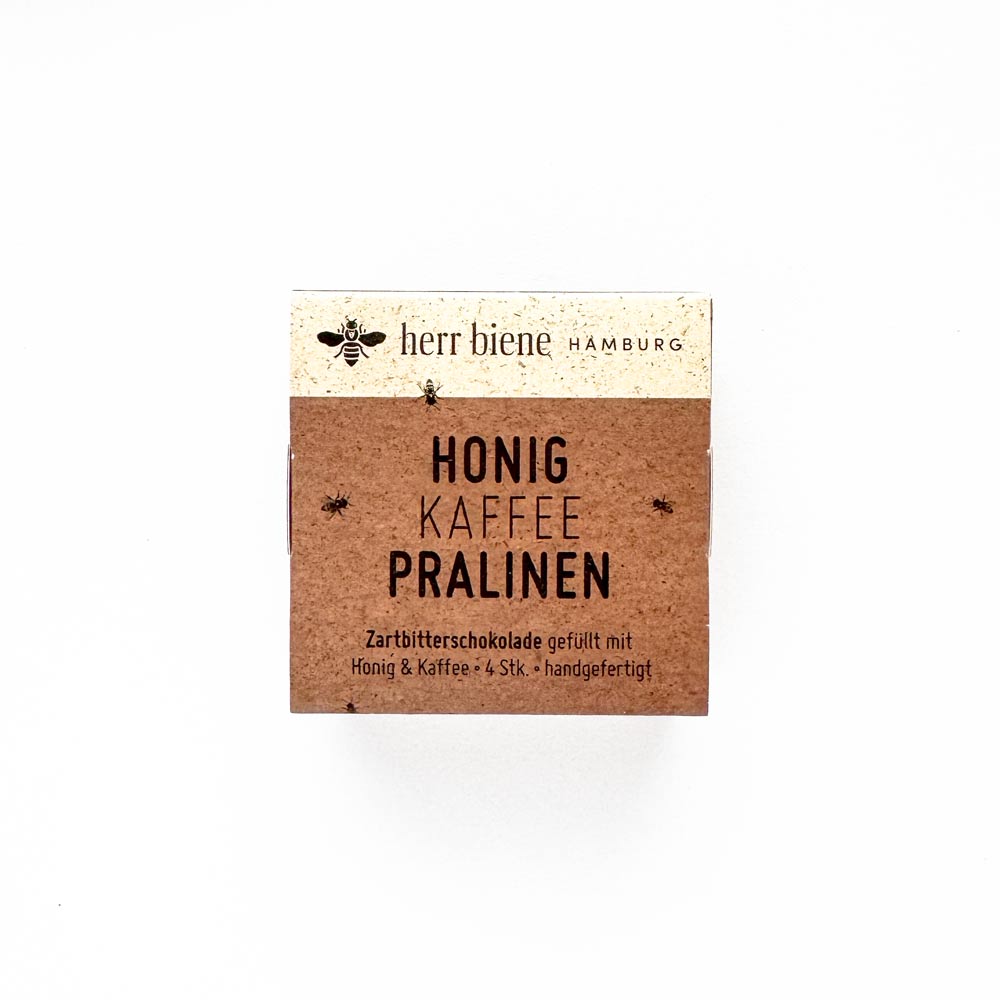 herr biene HAMBURG
HONIG
KAFFEE
PRALINEN
Zartbitterschokolade gefüllt mit
Honig & Kaffee • 4 Stk. • handgefertigt